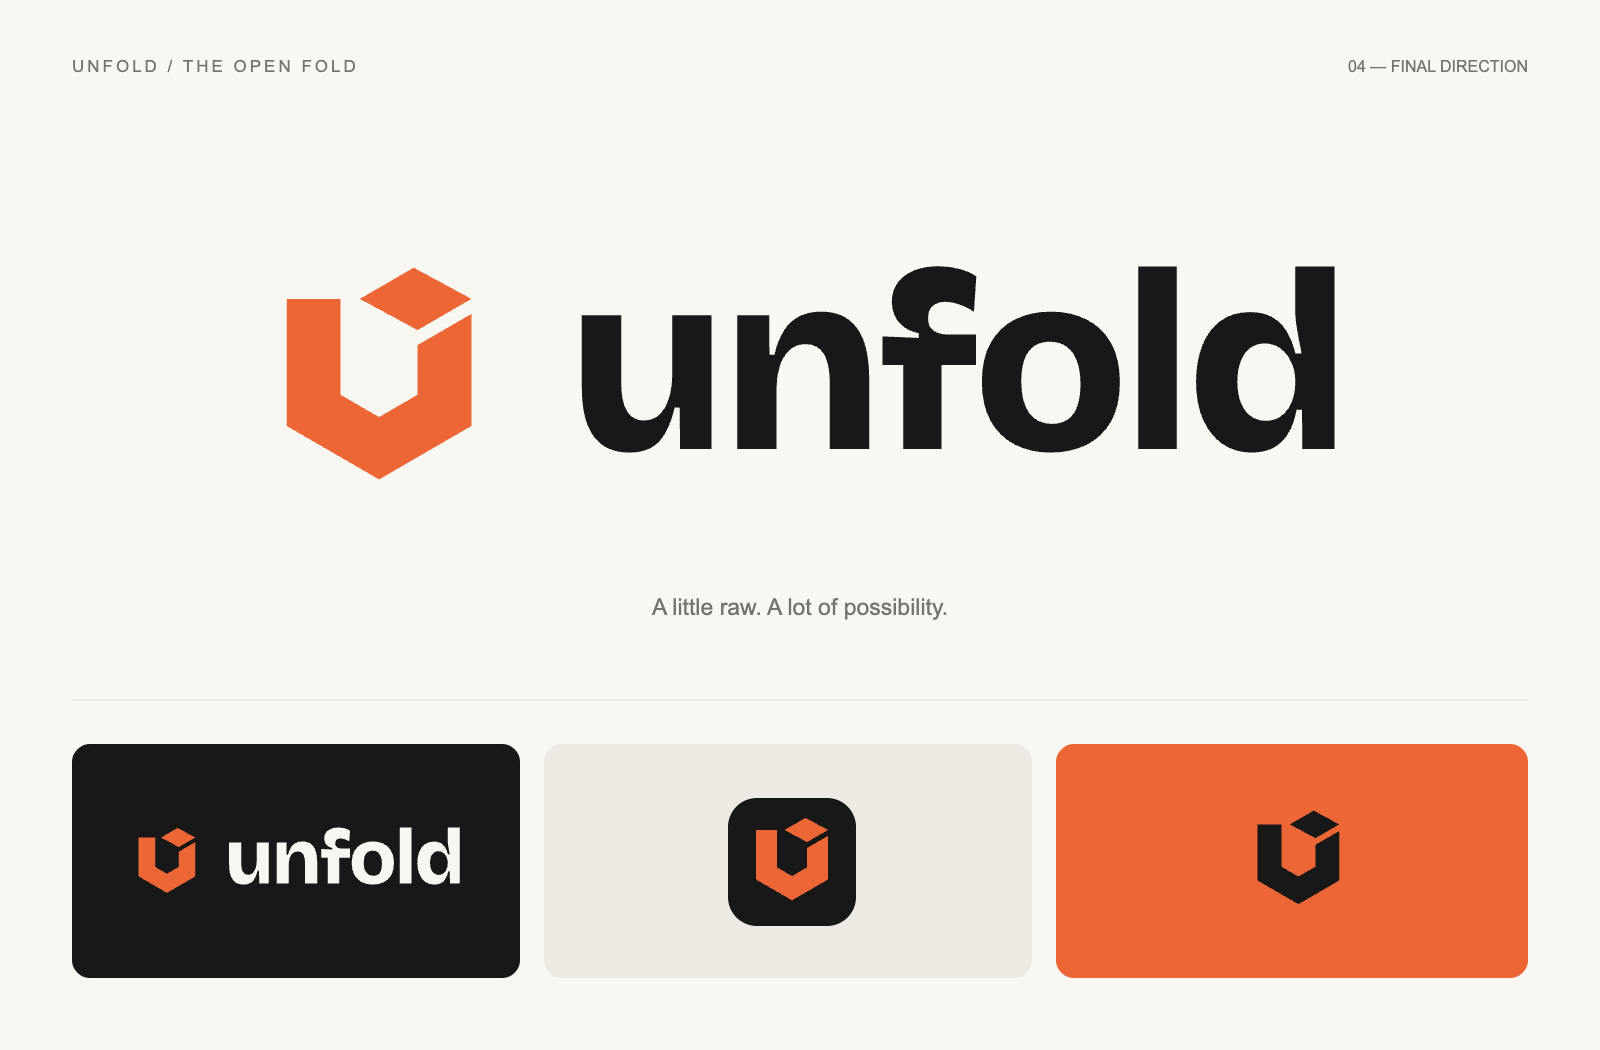 UNFOLD / THE OPEN FOLD
04 — FINAL DIRECTION
unfold
A little raw. A lot of possibility.
unfold